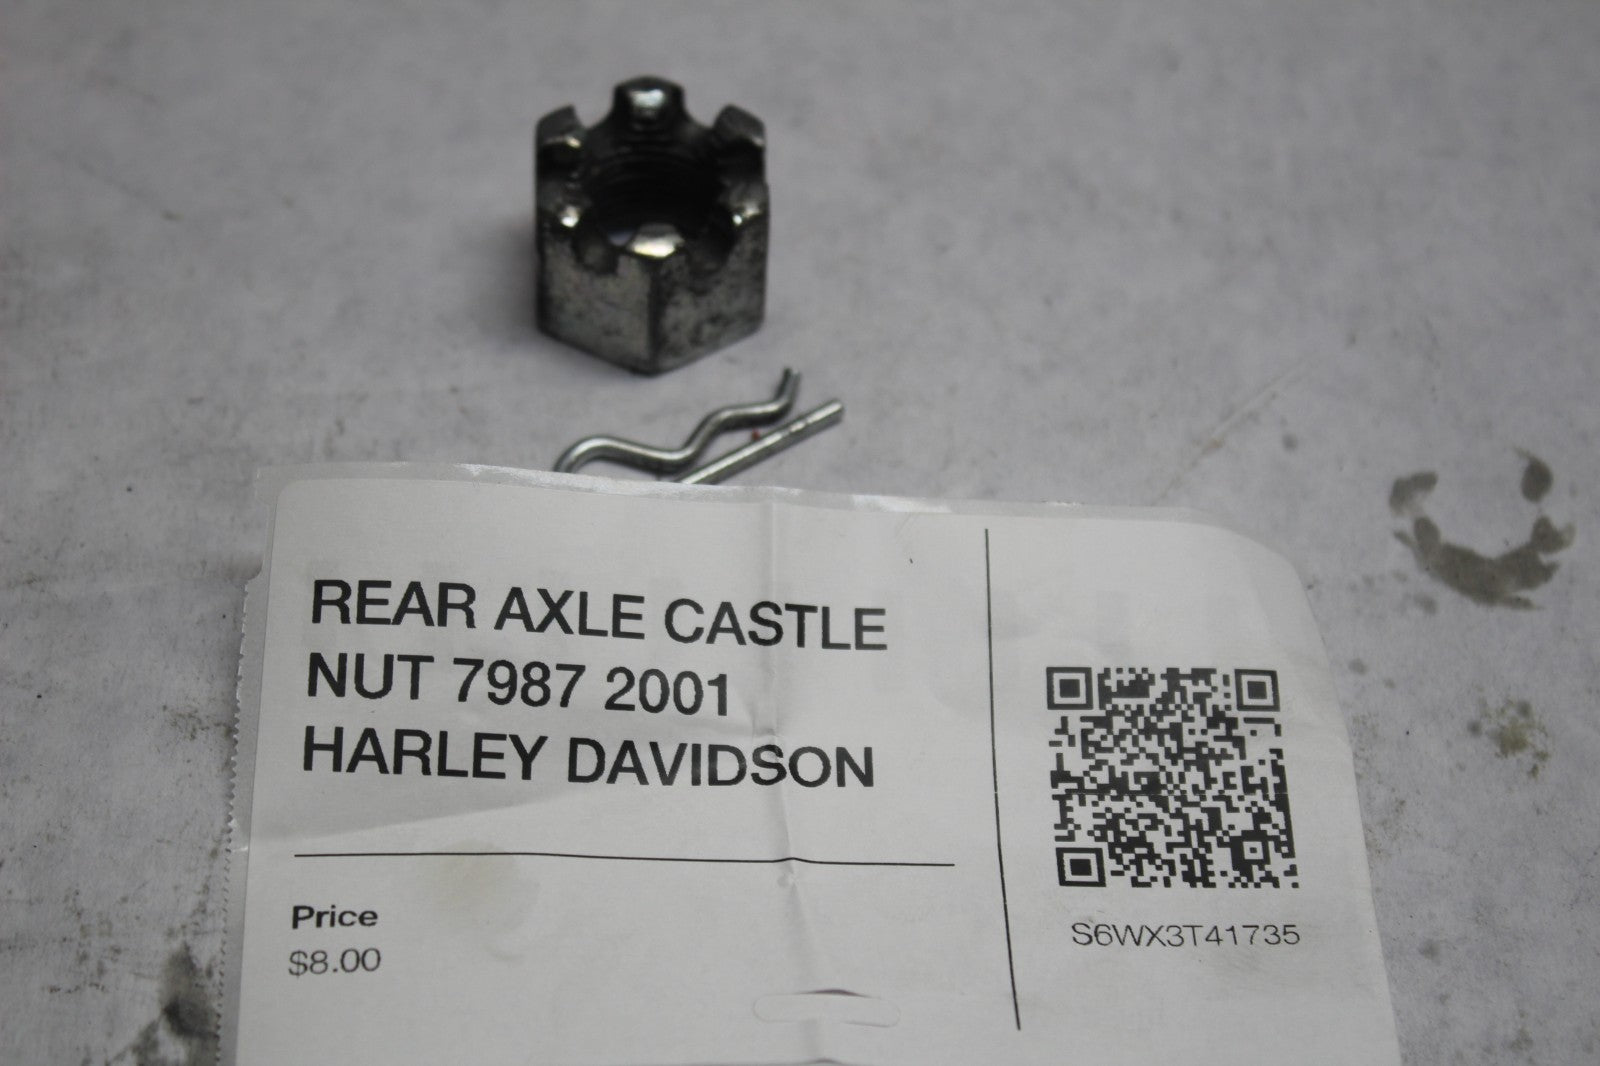 REAR AXLE CASTLE
NUT 7987 2001
HARLEY DAVIDSON
Price
$8.00
S6WX3T41735